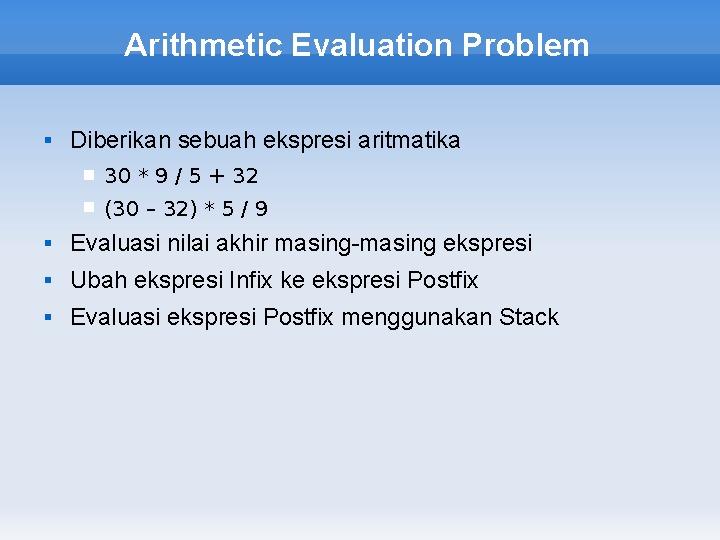 Arithmetic Evaluation Problem
Diberikan sebuah ekspresi aritmatika
30 * 9 / 5 + 32
(30 – 32) * 5 / 9
Evaluasi nilai akhir masing-masing ekspresi
Ubah ekspresi Infix ke ekspresi Postfix
Evaluasi ekspresi Postfix menggunakan Stack